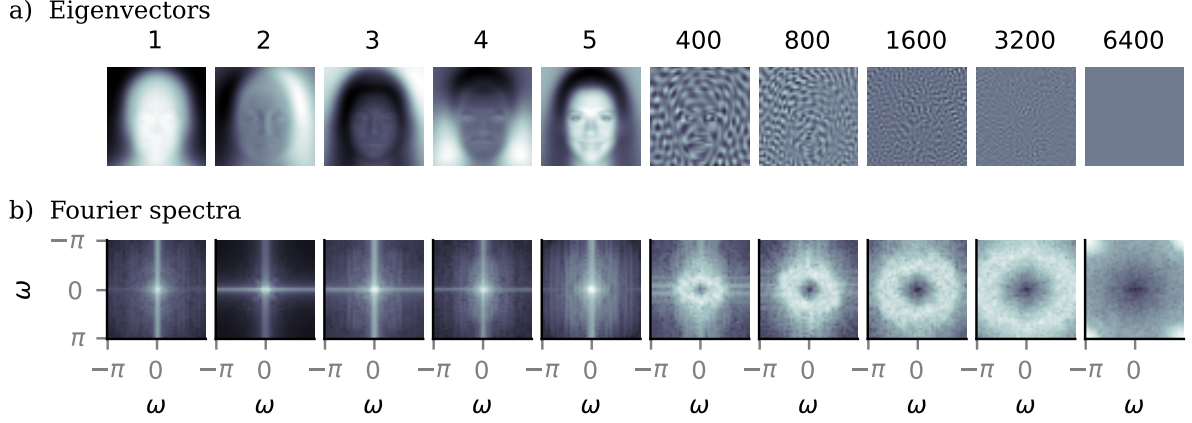 a) Eigenvectors
1 2 3 4 5 400 800 1600 3200 6400
b) Fourier spectra
−π
ω 0
π
−π 0 −π 0 −π 0 −π 0 −π 0 −π 0 −π 0 −π 0 −π 0 −π 0
ω ω ω ω ω ω ω ω ω ω